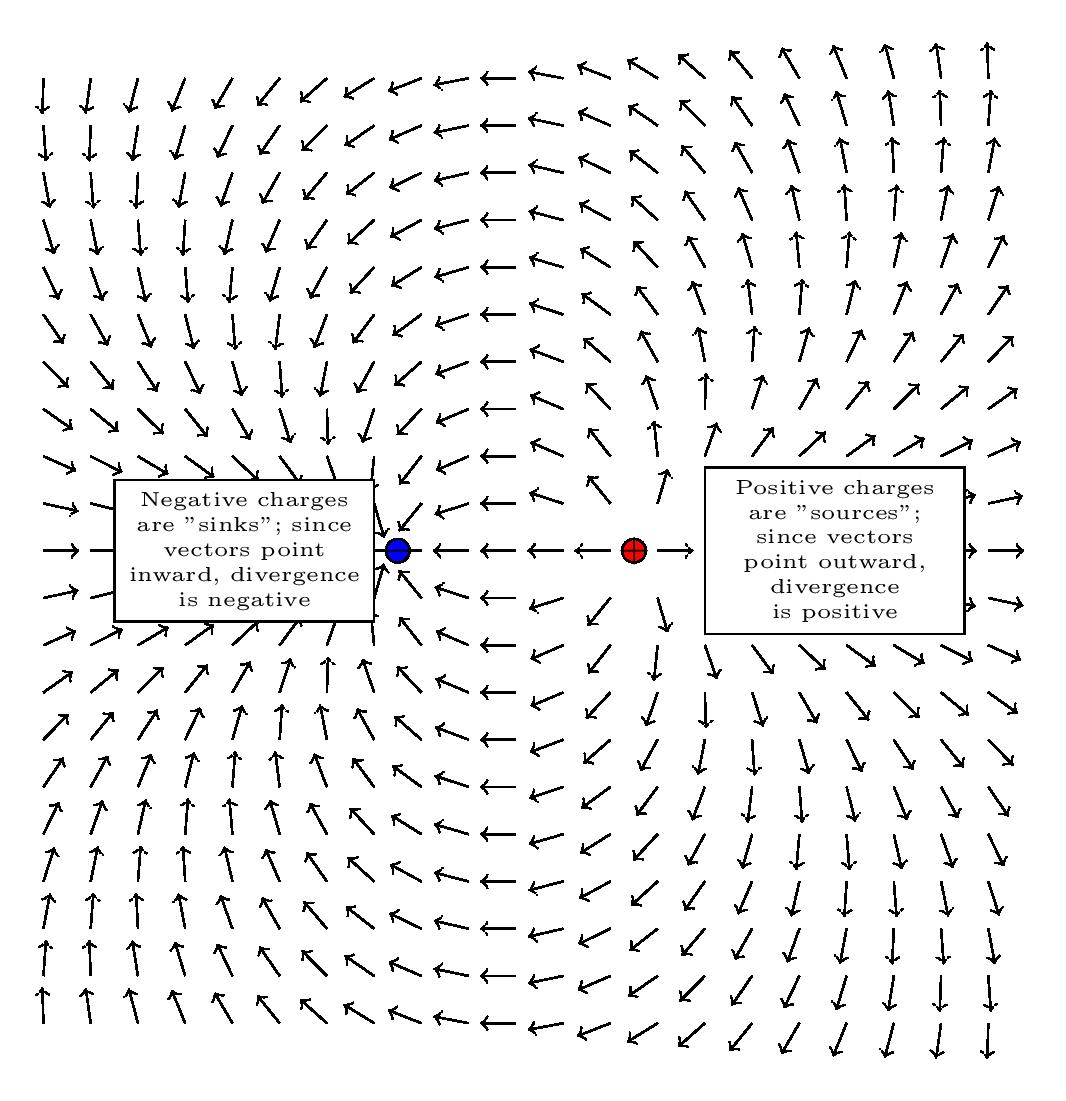 Negative charges
are "sinks"; since
vectors point
inward, divergence
is negative
Positive charges
are "sources";
since vectors
point outward,
divergence
is positive